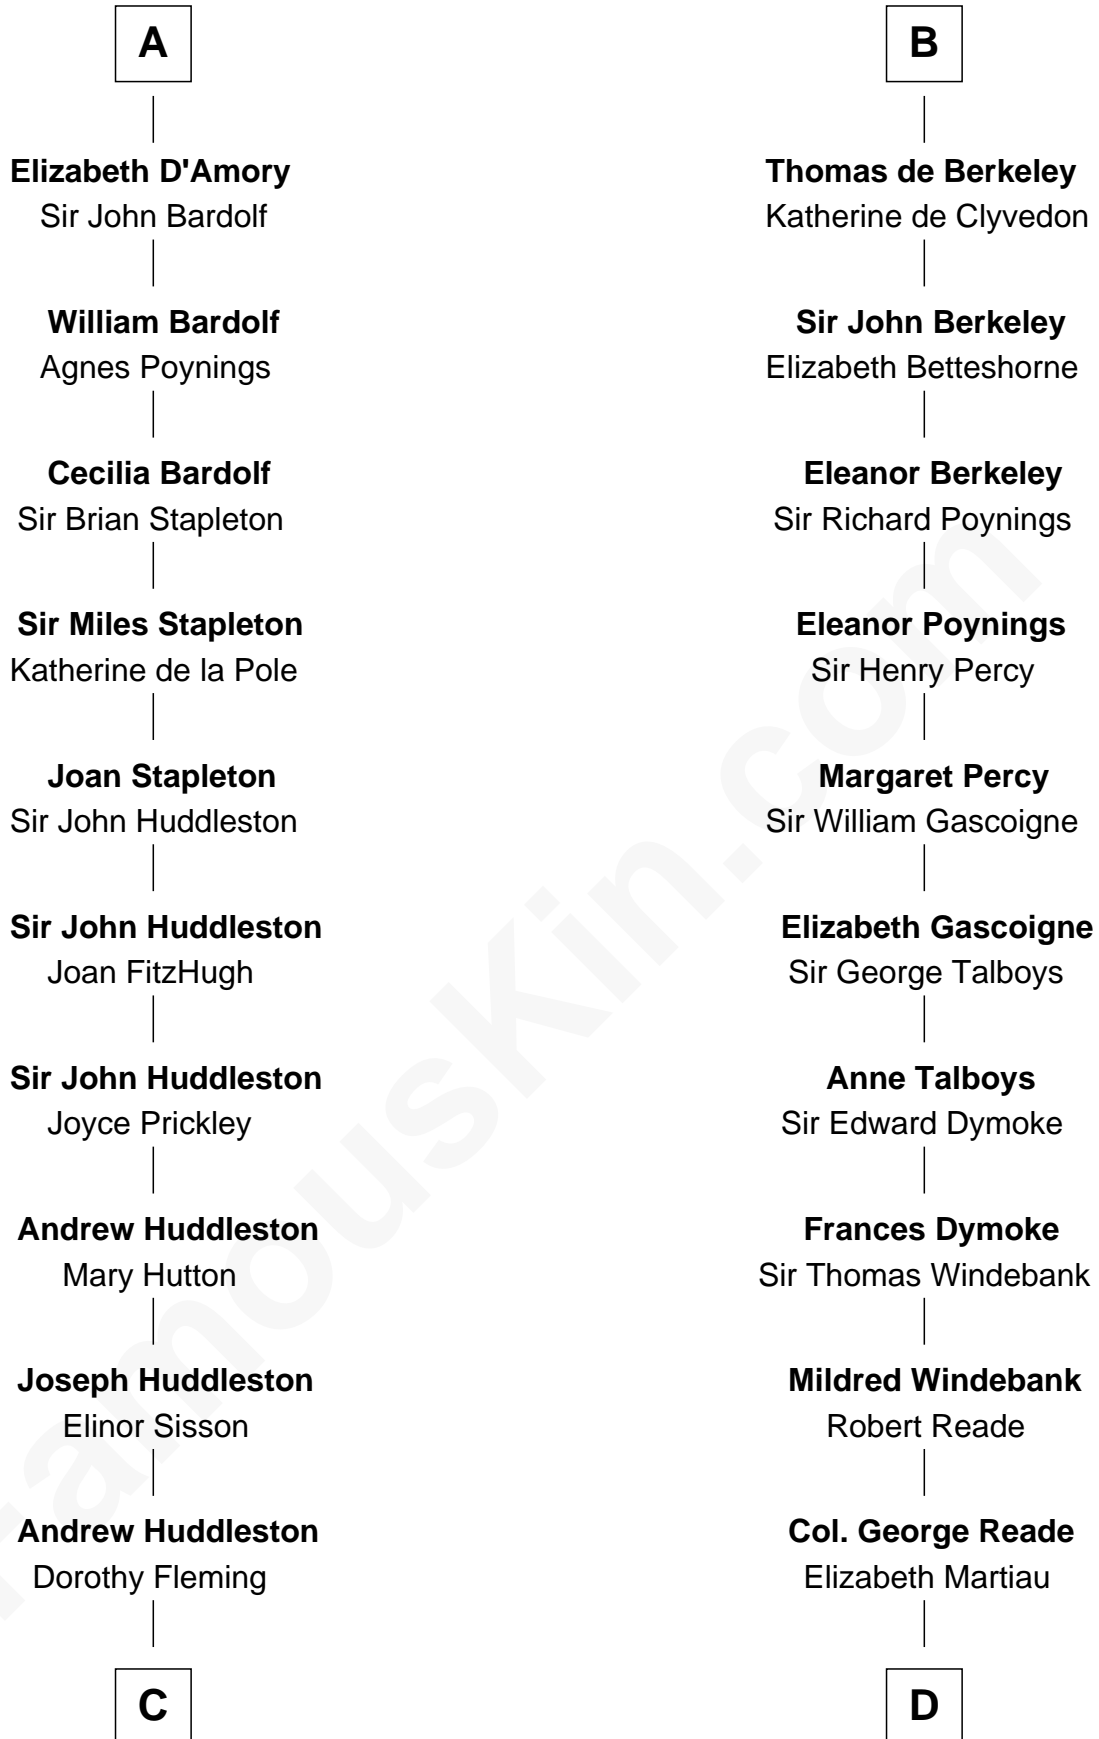 A
Elizabeth D'Amory
Sir John Bardolf
William Bardolf
Agnes Poynings
Cecilia Bardolf
Sir Brian Stapleton
Sir Miles Stapleton
Katherine de la Pole
Joan Stapleton
Sir John Huddleston
Sir John Huddleston
Joan FitzHugh
Sir John Huddleston
Joyce Prickley
Andrew Huddleston
Mary Hutton
Joseph Huddleston
Elinor Sisson
Andrew Huddleston
Dorothy Fleming
C
B
Thomas de Berkeley
Katherine de Clyvedon
Sir John Berkeley
Elizabeth Betteshorne
Eleanor Berkeley
Sir Richard Poynings
Eleanor Poynings
Sir Henry Percy
Margaret Percy
Sir William Gascoigne
Elizabeth Gascoigne
Sir George Talboys
Anne Talboys
Sir Edward Dymoke
Frances Dymoke
Sir Thomas Windebank
Mildred Windebank
Robert Reade
Col. George Reade
Elizabeth Martiau
D
FamousKin.com